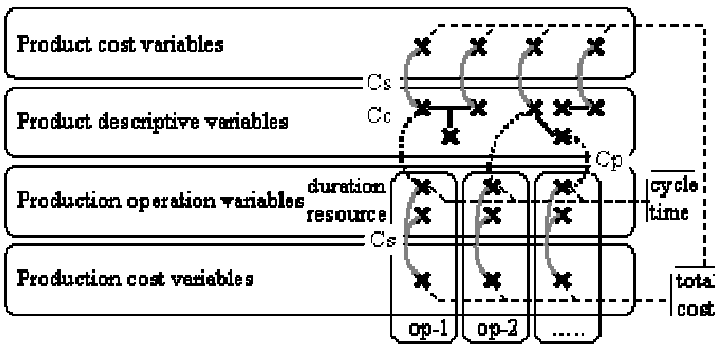 Product cost variables
Cs
Product descriptive variables
Cc
Cp
Production operation variables
duration
resource
cycle
time
Cs
Production cost variables
total
cost
op-1
op-2
......